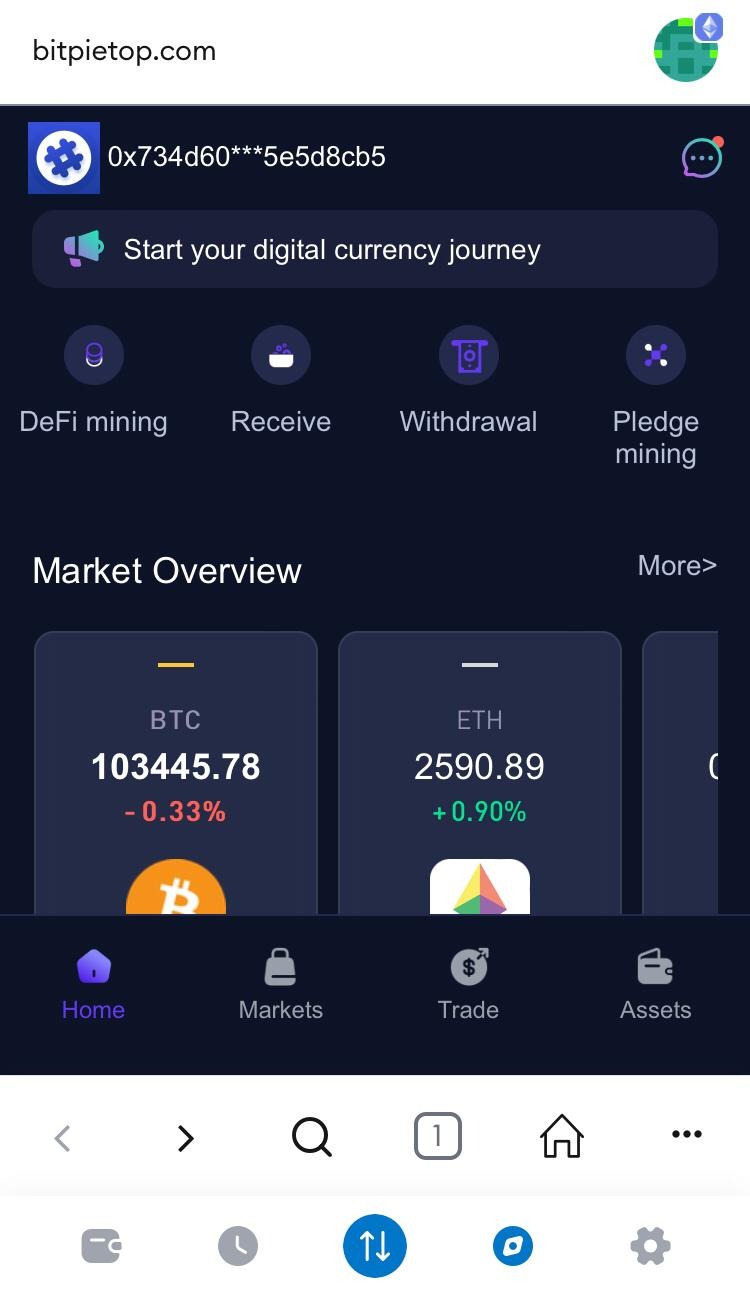 bitpietop.com
0x734d60***5e5d8cb5
Start your digital currency journey
DeFi mining
Receive
Withdrawal
Pledge
mining
Market Overview
More>
BTC
103445.78
-0.33%
ETH
2590.89
+0.90%
Home
Markets
Trade
Assets
1